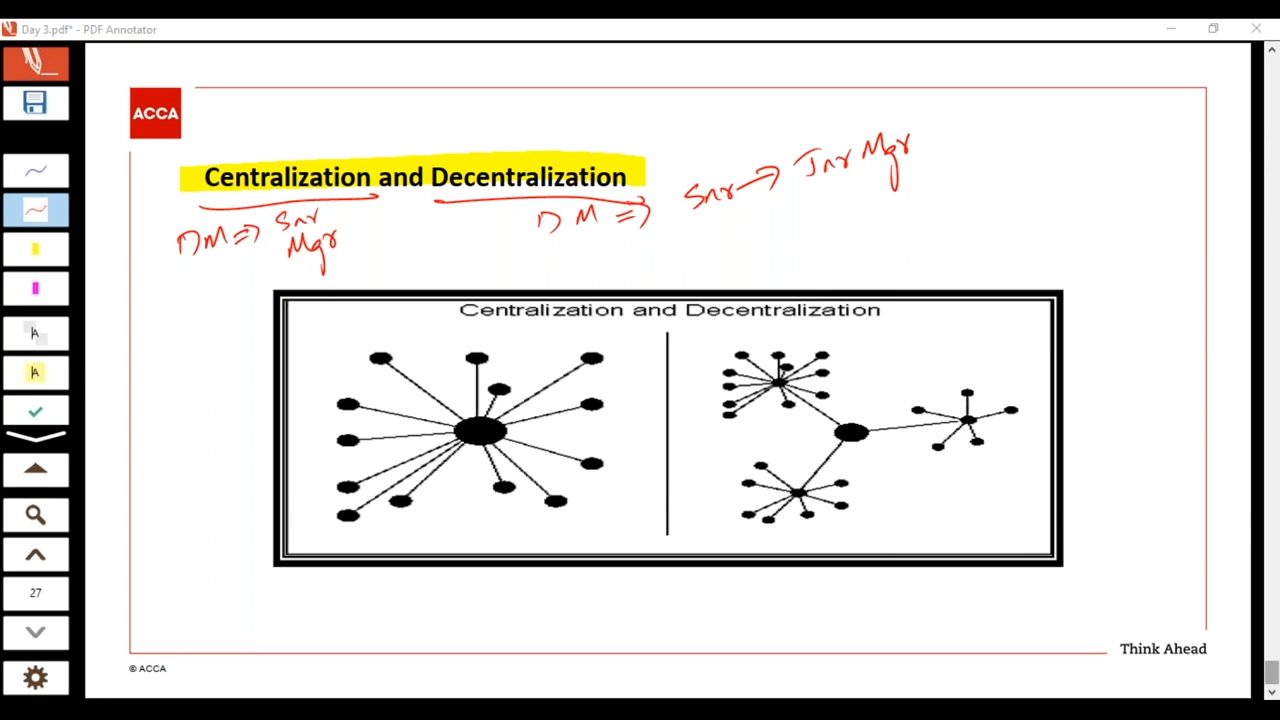 Day 3.pdf* - PDF Annotator
ACCA
Centralization and Decentralization
DM ⇒ Snr Mgr
DM ⇒ Snr → Jnr Mgr
Centralization and Decentralization
A
A
27
Think Ahead
© ACCA